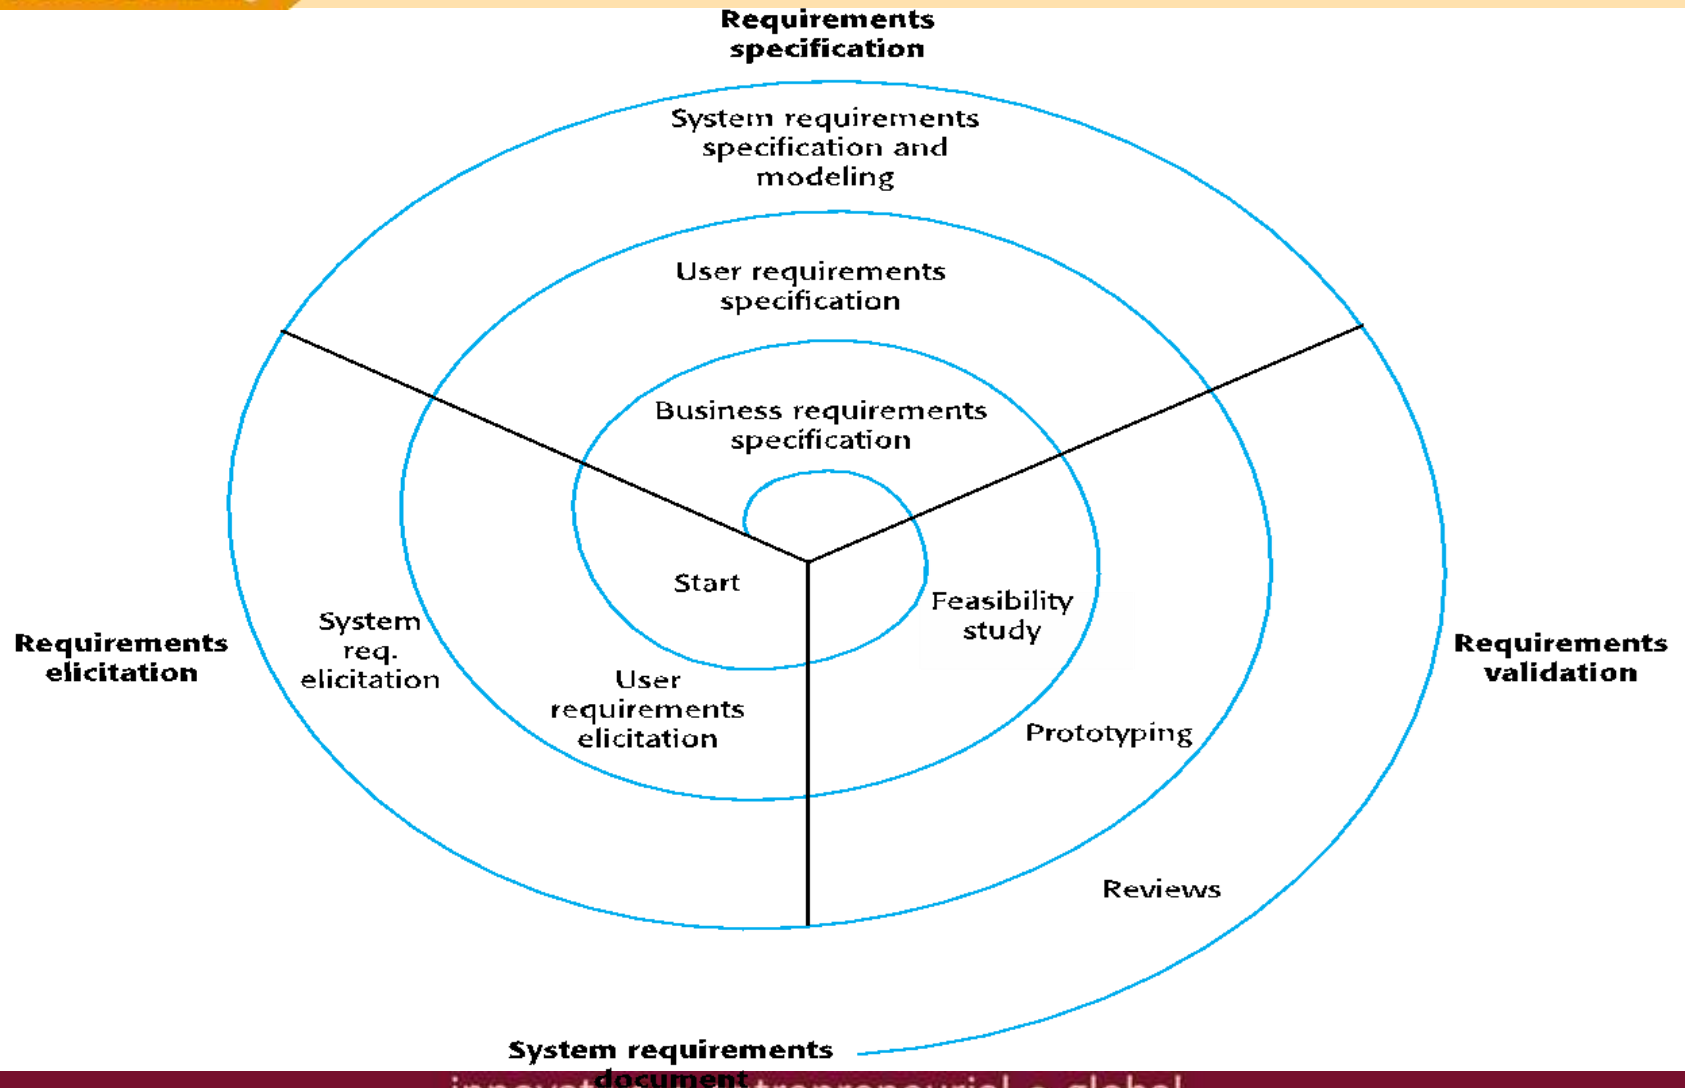 Requirements
specification
System requirements
specification and
modeling
User requirements
specification
Business requirements
specification
Start
Feasibility
study
System
req.
elicitation
Requirements
elicitation
Requirements
validation
User
requirements
elicitation
Prototyping
Reviews
System requirements
document
global